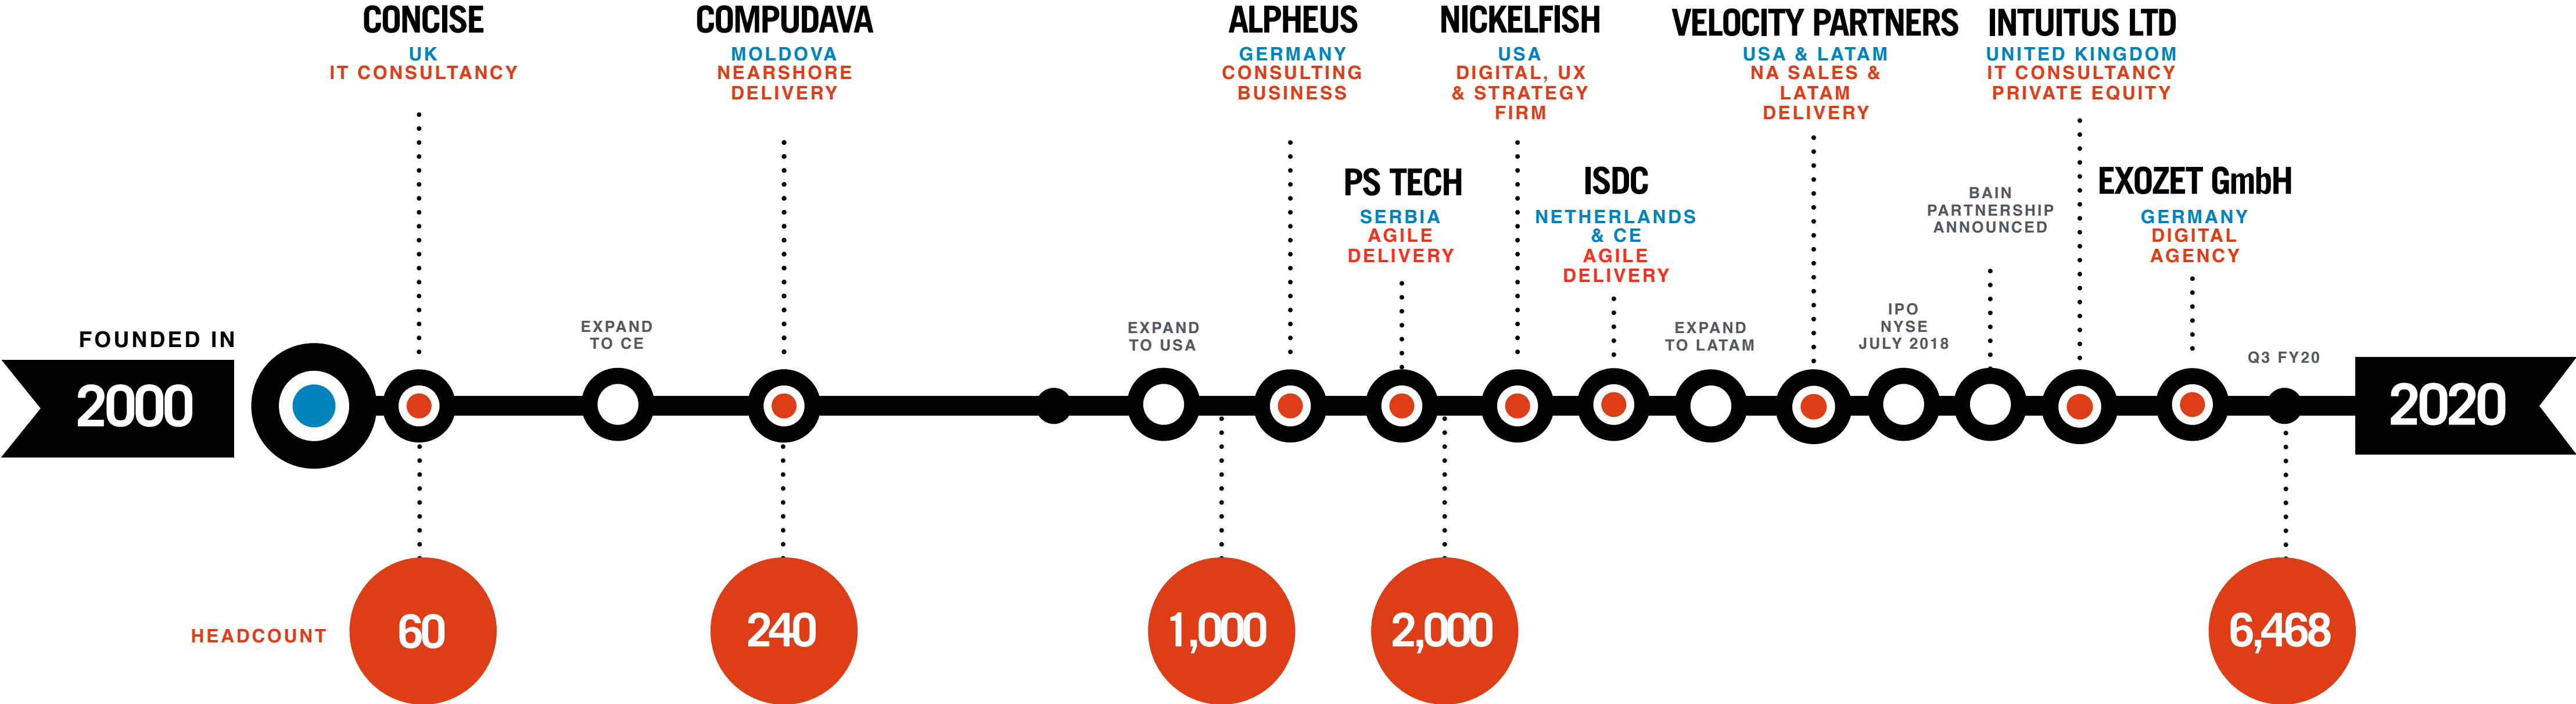 CONCISE
UK
IT CONSULTANCY
COMPUDAVA
MOLDOVA
NEARSHORE
DELIVERY
ALPHEUS
GERMANY
CONSULTING
BUSINESS
NICKELFISH
USA
DIGITAL, UX
& STRATEGY
FIRM
VELOCITY PARTNERS
USA & LATAM
NA SALES &
LATAM
DELIVERY
INTUITUS LTD
UNITED KINGDOM
IT CONSULTANCY
PRIVATE EQUITY
PS TECH
SERBIA
AGILE
DELIVERY
ISDC
NETHERLANDS
& CE
AGILE
DELIVERY
BAIN
PARTNERSHIP
ANNOUNCED
EXOZET GmbH
GERMANY
DIGITAL
AGENCY
FOUNDED IN
2000
EXPAND
TO CE
EXPAND
TO USA
EXPAND
TO LATAM
IPO
NYSE
JULY 2018
Q3 FY20
2020
HEADCOUNT
60
240
1,000
2,000
6,468